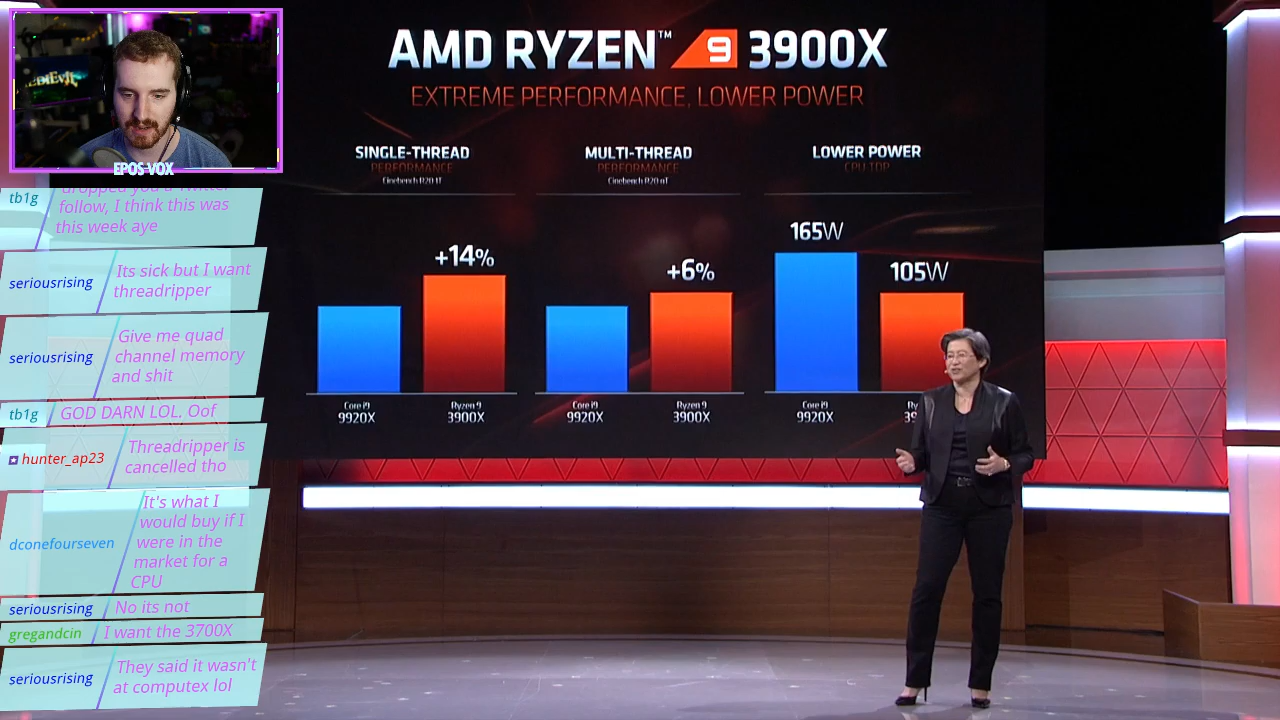 EPOS VOX
tb1g
dropped you a Twitter
follow, I think this was
this week aye
seriousrising
Its sick but I want
threadripper
seriousrising
Give me quad
channel memory
and shit
tb1g
GOD DARN LOL, Oof
hunter_ap23
Threadripper is
cancelled tho
dconefourseven
It's what I
would buy if I
were in the
market for a
CPU
seriousrising
No its not
gregandcin
I want the 3700X
seriousrising
They said it wasn't
at computex lol
AMD RYZEN™ 9 3900X
EXTREME PERFORMANCE, LOWER POWER
SINGLE-THREAD
PERFORMANCE
Cinebench R20 1T
+14%
Core i9
9920X
Ryzen 9
3900X
MULTI-THREAD
PERFORMANCE
Cinebench R20 nT
+6%
Core i9
9920X
Ryzen 9
3900X
LOWER POWER
CPU TDP
165W
105W
Core i9
9920X